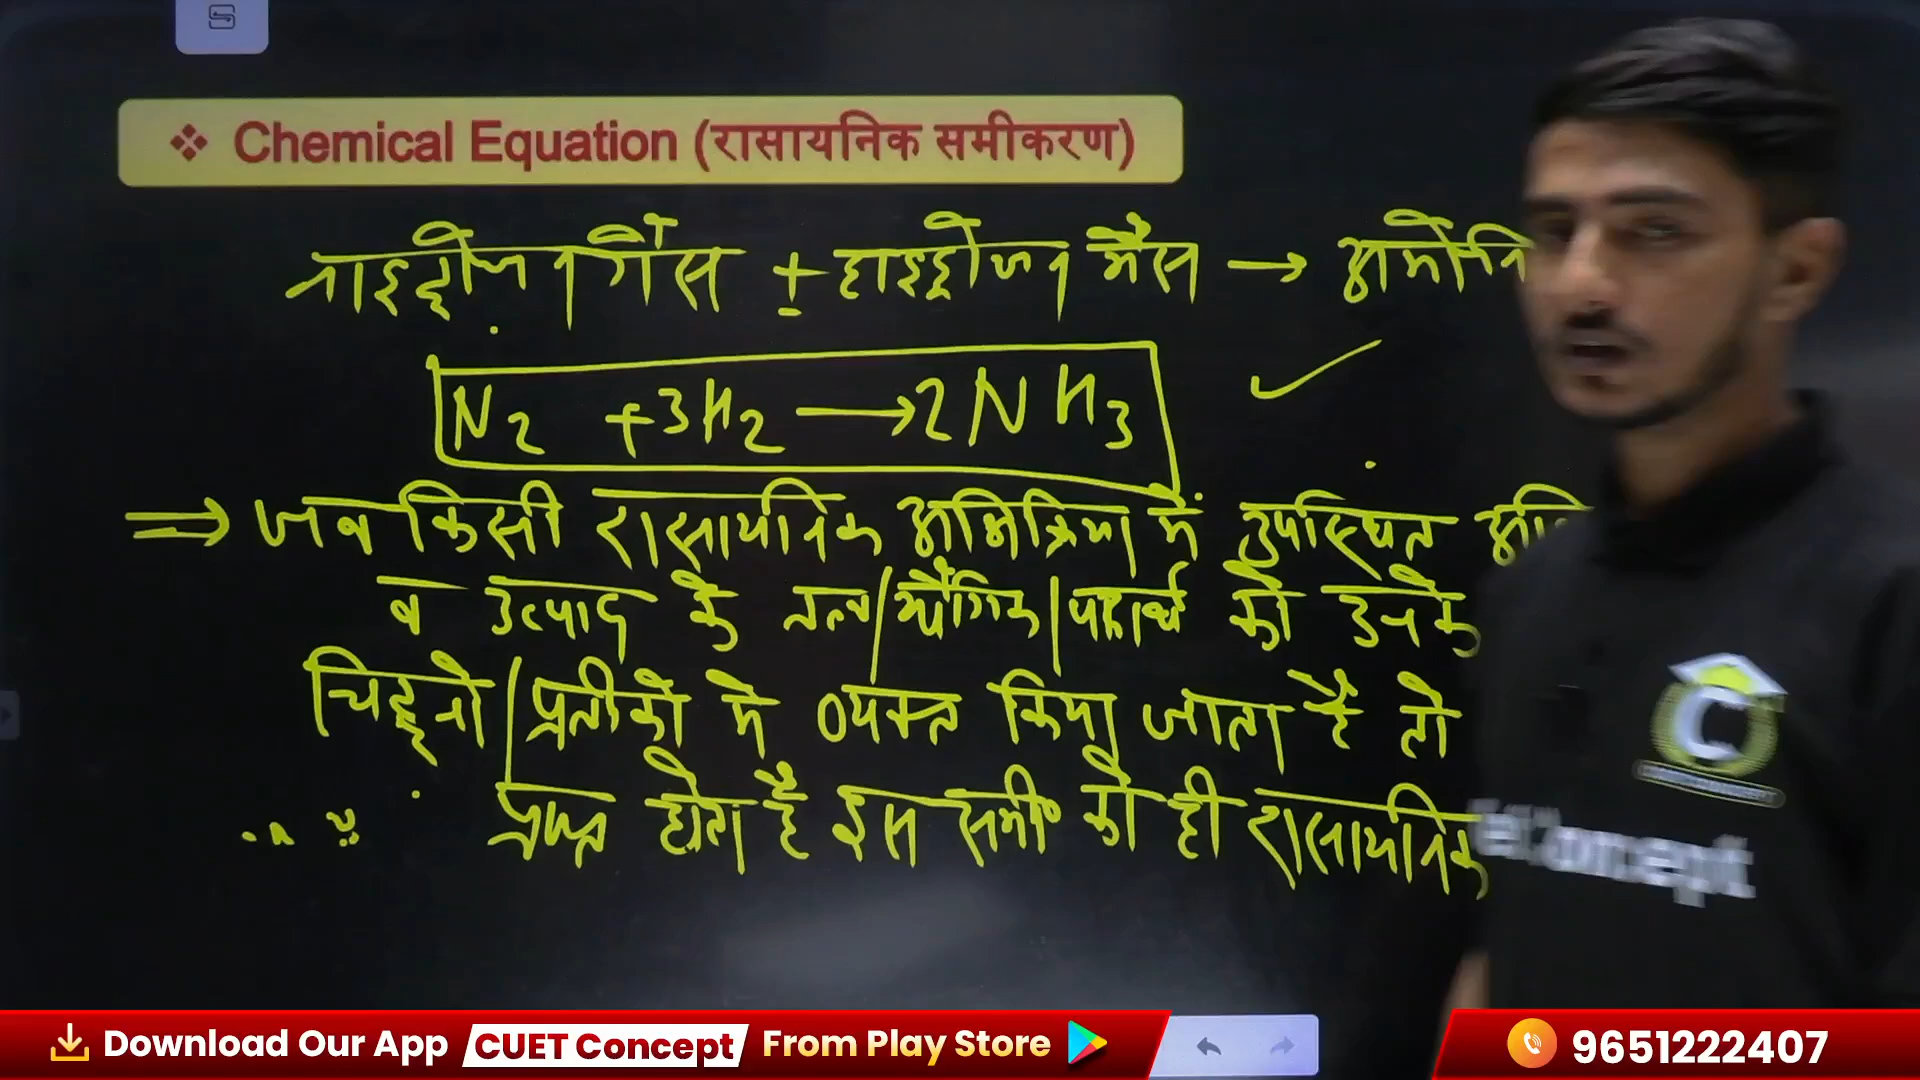 ❖ Chemical Equation (रासायनिक समीकरण)
नाइट्रोजन गैस + हाइड्रोजन गैस →
N₂ + 3H₂ → 2NH₃ ✓
⇒ जब किसी रासायनिक अभिक्रिया में उपस्थित
व उत्पाद के तत्व/यौगिक/पदार्थ को उनके
चिह्नो/प्रतीको मे व्यक्त किया जाता है तो
प्राप्त होता है इस समी० को ही रासायनिक
C
Download Our App CUET Concept From Play Store
9651222407